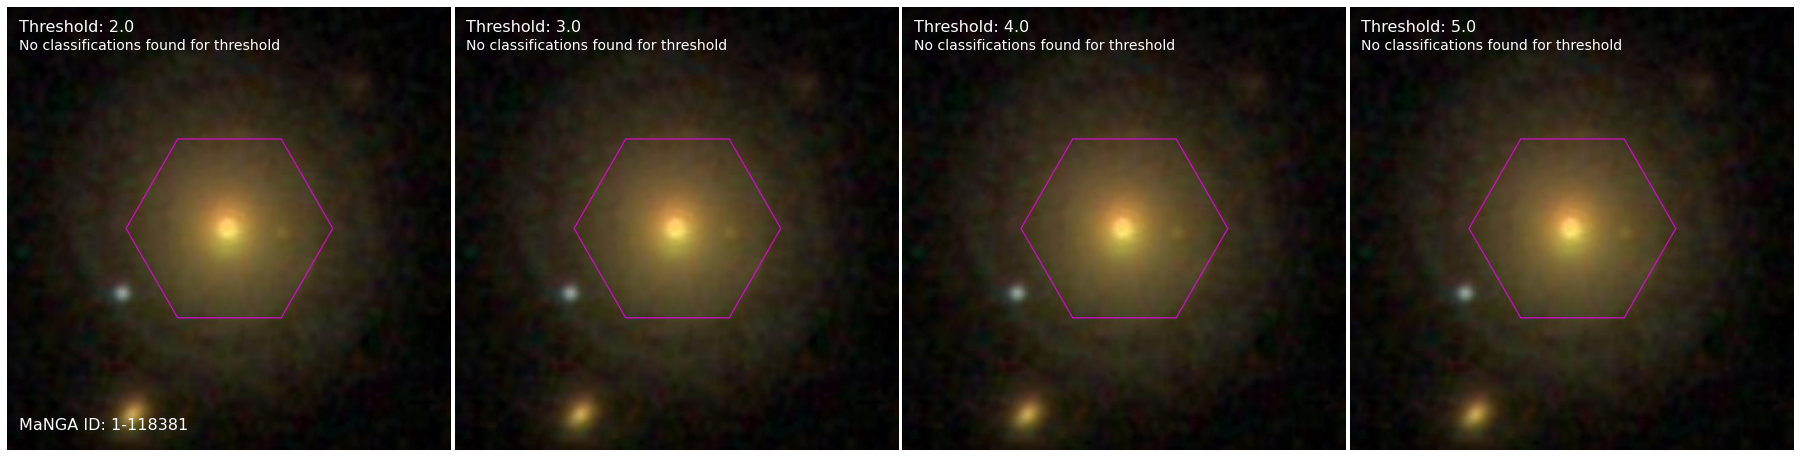 Threshold: 2.0
No classifications found for threshold
MaNGA ID: 1-118381
Threshold: 3.0
No classifications found for threshold
Threshold: 4.0
No classifications found for threshold
Threshold: 5.0
No classifications found for threshold